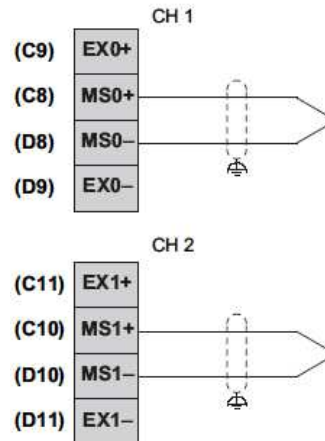 CH 1
(C9) EX0+
(C8) MS0+
(D8) MS0–
(D9) EX0–
CH 2
(C11) EX1+
(C10) MS1+
(D10) MS1–
(D11) EX1–